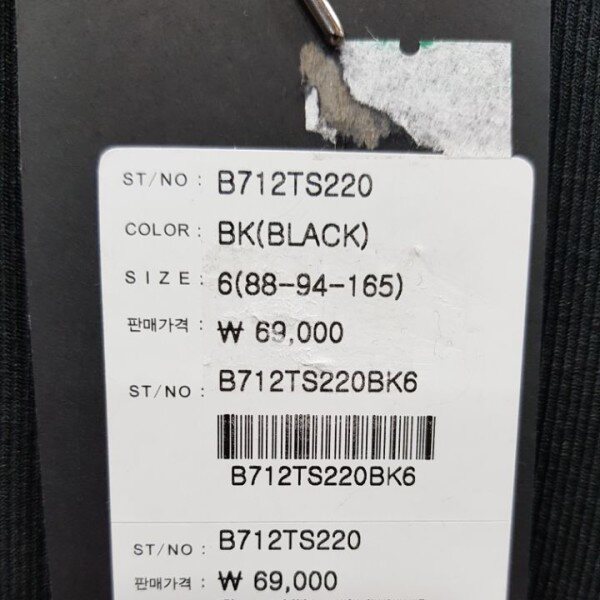 ST/NO : B712TS220
COLOR : BK(BLACK)
SIZE : 6(88-94-165)
판매가격 : ₩ 69,000
ST/NO : B712TS220BK6
B712TS220BK6
ST/NO : B712TS220
판매가격 : ₩ 69,000